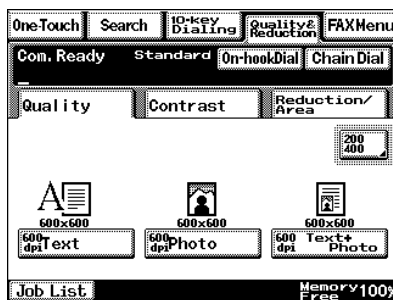 One-Touch Search 10-key Dialing Quality& Reduction FAXMenu
Com. Ready Standard On-hookDial Chain Dial
Quality Contrast Reduction/ Area
200 400
600x600 600x600 600x600
600 dpi Text 600 dpi Photo 600 dpi Text+ Photo
Job List Memory Free 100%